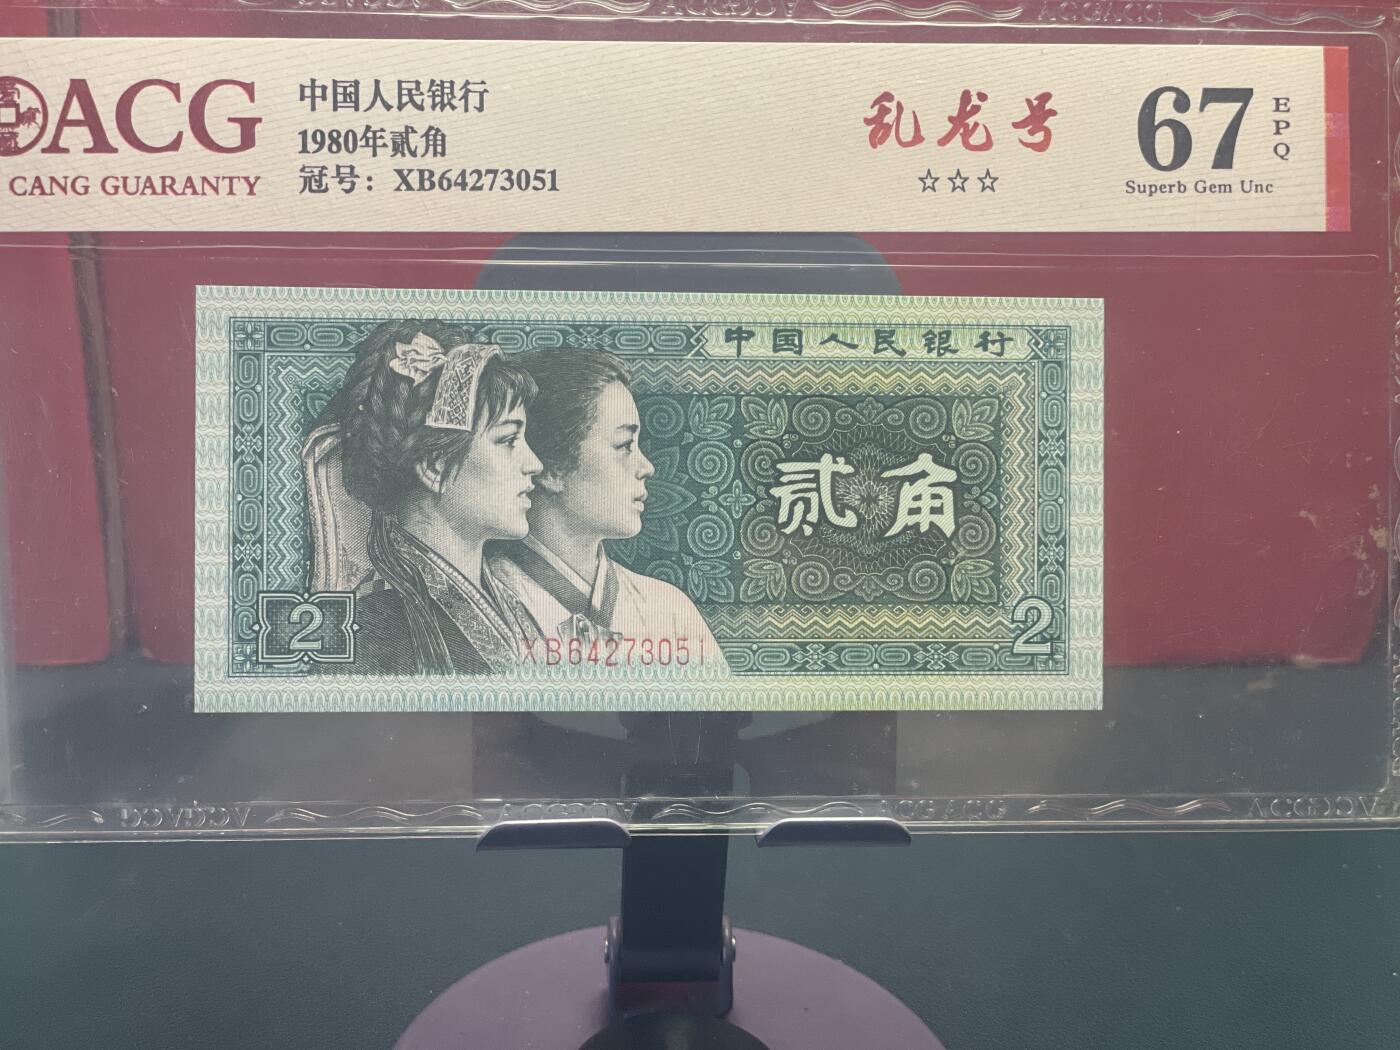 ACG
CANG GUARANTY
中国人民银行
1980年贰角
冠号：XB64273051
乱龙号
☆☆☆
67
EPQ
Superb Gem Unc
中国人民银行
贰角
2
2
XB64273051
ACGACG